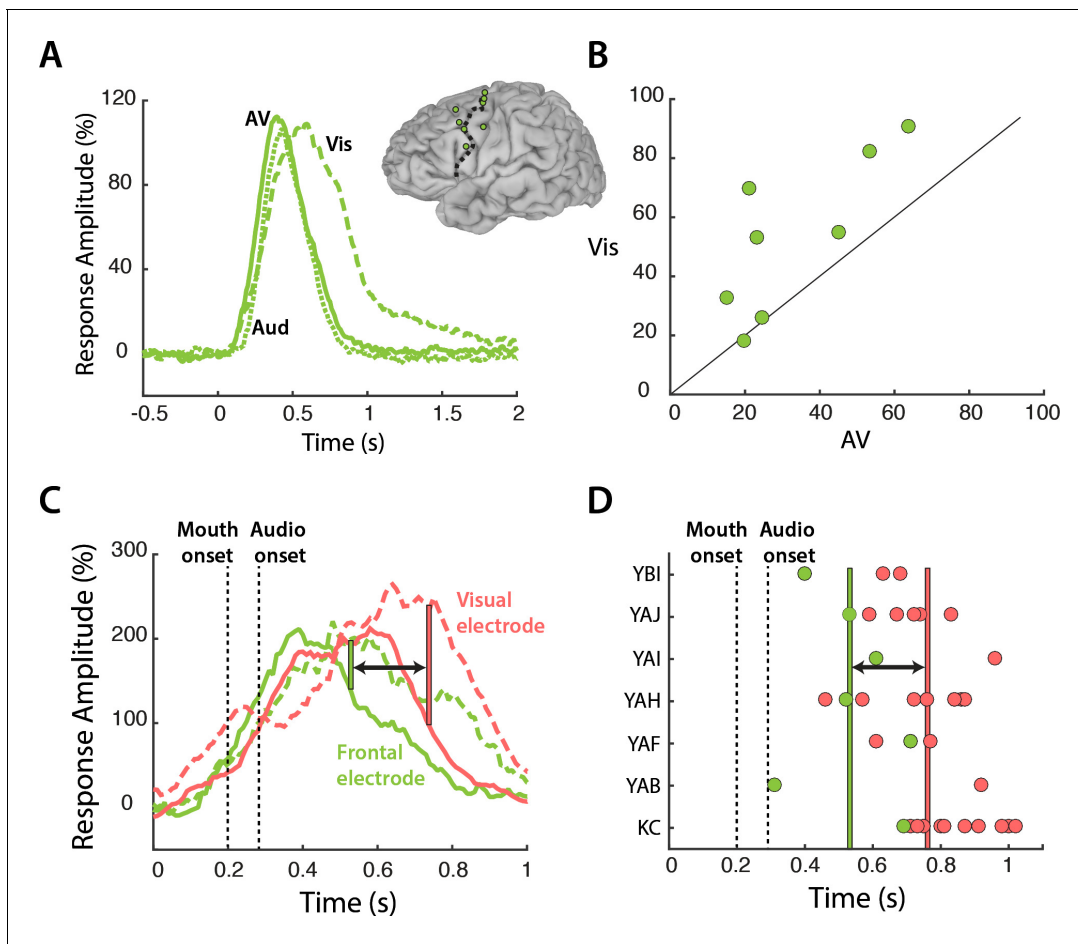 A
Response Amplitude (%)
120
80
40
0
-0.5
0
0.5
1
1.5
2
Time (s)
AV
Vis
Aud
B
100
80
60
40
20
0
Vis
0
20
40
60
80
100
AV
C
Mouth
onset
Audio
onset
Response Amplitude (%)
300
200
100
0
Visual
electrode
Frontal
electrode
0
0.2
0.4
0.6
0.8
1
Time (s)
D
Mouth
onset
Audio
onset
YBI
YAJ
YAI
YAH
YAF
YAB
KC
0
0.2
0.4
0.6
0.8
1
Time (s)